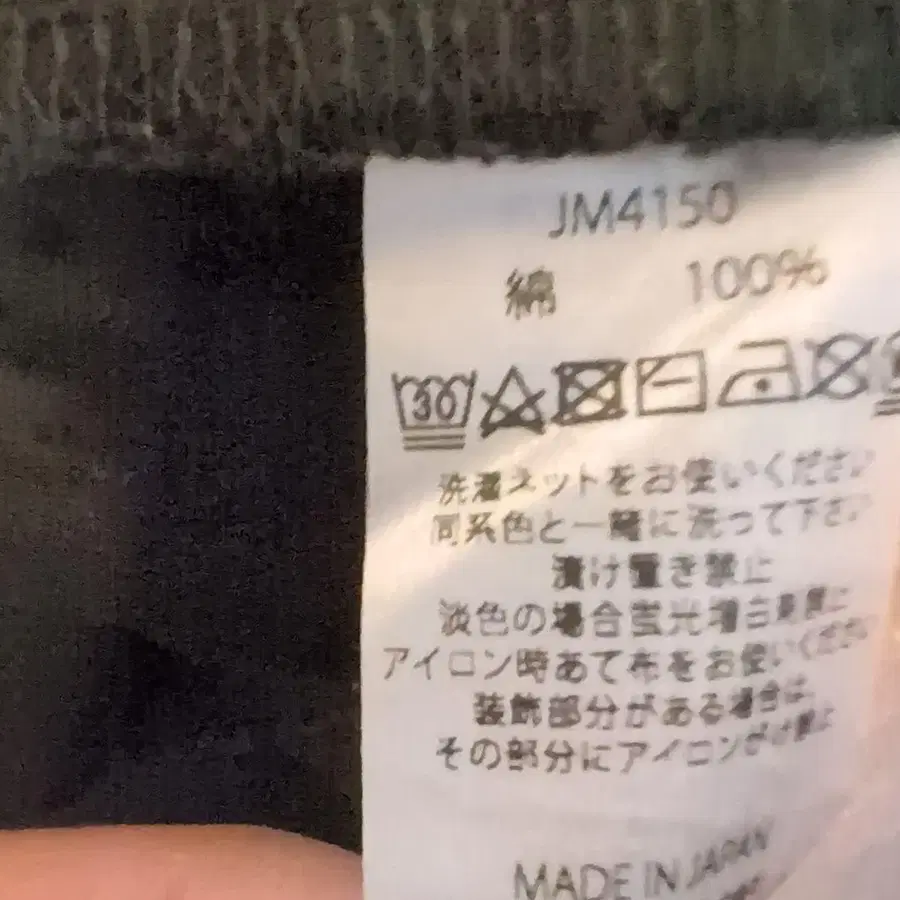 JM4150
綿 100%
30
洗濯ネットをお使いください
同系色と一緒に洗って下さい
漬け置き禁止
淡色の場合蛍光増白剤禁止
アイロン時あて布をお使いください
装飾部分がある場合は、
その部分にアイロンがけ禁止
MADE IN JAPAN